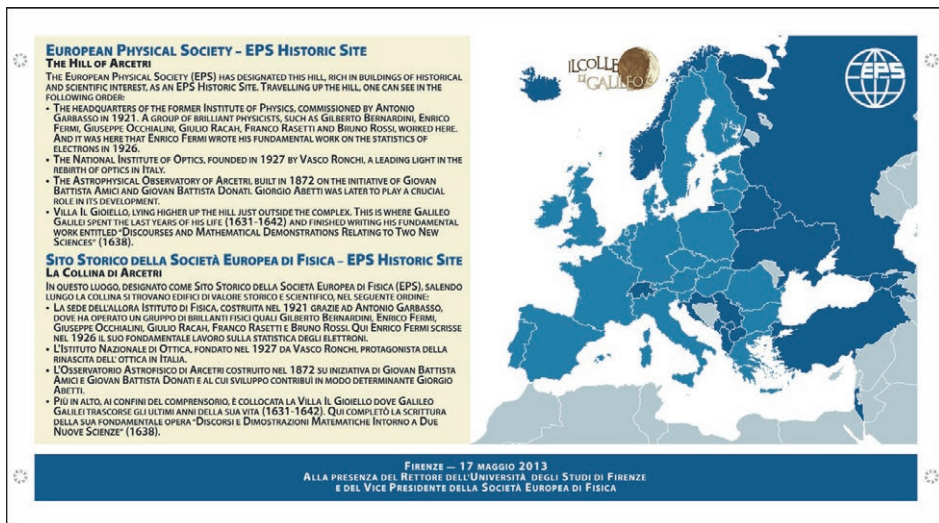 EUROPEAN PHYSICAL SOCIETY – EPS HISTORIC SITE
THE HILL OF ARCETRI
THE EUROPEAN PHYSICAL SOCIETY (EPS) HAS DESIGNATED THIS HILL, RICH IN BUILDINGS OF HISTORICAL
AND SCIENTIFIC INTEREST, AS AN EPS HISTORIC SITE. TRAVELLING UP THE HILL, ONE CAN SEE IN THE
FOLLOWING ORDER:
• THE HEADQUARTERS OF THE FORMER INSTITUTE OF PHYSICS, COMMISSIONED BY ANTONIO
GARBASSO IN 1921. A GROUP OF BRILLIANT PHYSICISTS, SUCH AS GILBERTO BERNARDINI, ENRICO
FERMI, GIUSEPPE OCCHIALINI, GIULIO RACAH, FRANCO RASETTI AND BRUNO ROSSI, WORKED HERE.
AND IT WAS HERE THAT ENRICO FERMI WROTE HIS FUNDAMENTAL WORK ON THE STATISTICS OF
ELECTRONS IN 1926.
• THE NATIONAL INSTITUTE OF OPTICS, FOUNDED IN 1927 BY VASCO RONCHI, A LEADING LIGHT IN THE
REBIRTH OF OPTICS IN ITALY.
• THE ASTROPHYSICAL OBSERVATORY OF ARCETRI, BUILT IN 1872 ON THE INITIATIVE OF GIOVAN
BATTISTA AMICI AND GIOVAN BATTISTA DONATI. GIORGIO ABETTI WAS LATER TO PLAY A CRUCIAL
ROLE IN ITS DEVELOPMENT.
• VILLA IL GIOIELLO, LYING HIGHER UP THE HILL JUST OUTSIDE THE COMPLEX. THIS IS WHERE GALILEO
GALILEI SPENT THE LAST YEARS OF HIS LIFE (1631-1642) AND FINISHED WRITING HIS FUNDAMENTAL
WORK ENTITLED "DISCOURSES AND MATHEMATICAL DEMONSTRATIONS RELATING TO TWO NEW
SCIENCES" (1638).
SITO STORICO DELLA SOCIETÀ EUROPEA DI FISICA – EPS HISTORIC SITE
LA COLLINA DI ARCETRI
IN QUESTO LUOGO, DESIGNATO COME SITO STORICO DELLA SOCIETÀ EUROPEA DI FISICA (EPS), SALENDO
LUNGO LA COLLINA SI TROVANO EDIFICI DI VALORE STORICO E SCIENTIFICO, NEL SEGUENTE ORDINE:
• LA SEDE DELL'ALLORA ISTITUTO DI FISICA, COSTRUITA NEL 1921 GRAZIE AD ANTONIO GARBASSO,
DOVE HA OPERATO UN GRUPPO DI BRILLANTI FISICI QUALI GILBERTO BERNARDINI, ENRICO FERMI,
GIUSEPPE OCCHIALINI, GIULIO RACAH, FRANCO RASETTI E BRUNO ROSSI. QUI ENRICO FERMI SCRISSE
NEL 1926 IL SUO FONDAMENTALE LAVORO SULLA STATISTICA DEGLI ELETTRONI.
• L'ISTITUTO NAZIONALE DI OTTICA, FONDATO NEL 1927 DA VASCO RONCHI, PROTAGONISTA DELLA
RINASCITA DELL' OTTICA IN ITALIA.
• L'OSSERVATORIO ASTROFISICO DI ARCETRI COSTRUITO NEL 1872 SU INIZIATIVA DI GIOVAN BATTISTA
AMICI E GIOVAN BATTISTA DONATI E AL CUI SVILUPPO CONTRIBUÌ IN MODO DETERMINANTE GIORGIO
ABETTI.
• PIÙ IN ALTO, AI CONFINI DEL COMPRENSORIO, È COLLOCATA LA VILLA IL GIOIELLO DOVE GALILEO
GALILEI TRASCORSE GLI ULTIMI ANNI DELLA SUA VITA (1631-1642). QUI COMPLETÒ LA SCRITTURA
DELLA SUA FONDAMENTALE OPERA "DISCORSI E DIMOSTRAZIONI MATEMATICHE INTORNO A DUE
NUOVE SCIENZE" (1638).
IL COLLE
DI GALILEO
EPS
FIRENZE — 17 MAGGIO 2013
ALLA PRESENZA DEL RETTORE DELL'UNIVERSITÀ DEGLI STUDI DI FIRENZE
E DEL VICE PRESIDENTE DELLA SOCIETÀ EUROPEA DI FISICA